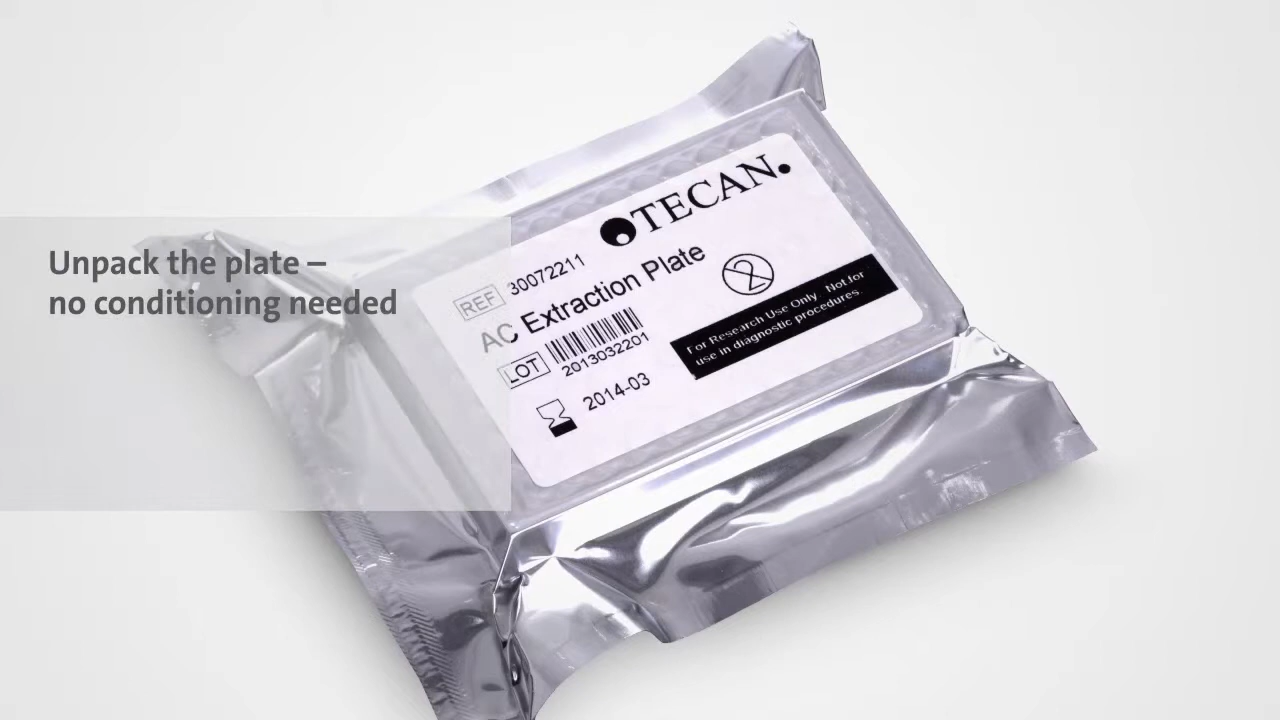 Unpack the plate –
no conditioning needed
TECAN.
REF 30072211
AC Extraction Plate
2
LOT 2013032201
2014-03
For Research Use Only. Not for
use in diagnostic procedures.